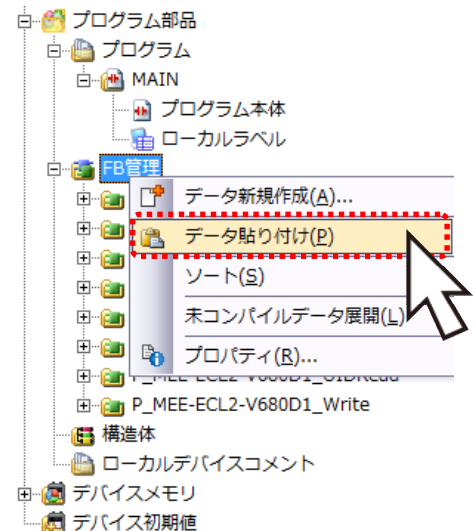 プログラム部品
プログラム
MAIN
プログラム本体
ローカルラベル
FB管理
データ新規作成(A)...
データ貼り付け(P)
ソート(S)
未コンパイルデータ展開(L)
プロパティ(R)...
P_MEE-ECL2-V680D1_UIDRead
P_MEE-ECL2-V680D1_Write
構造体
ローカルデバイスコメント
デバイスメモリ
デバイス初期値